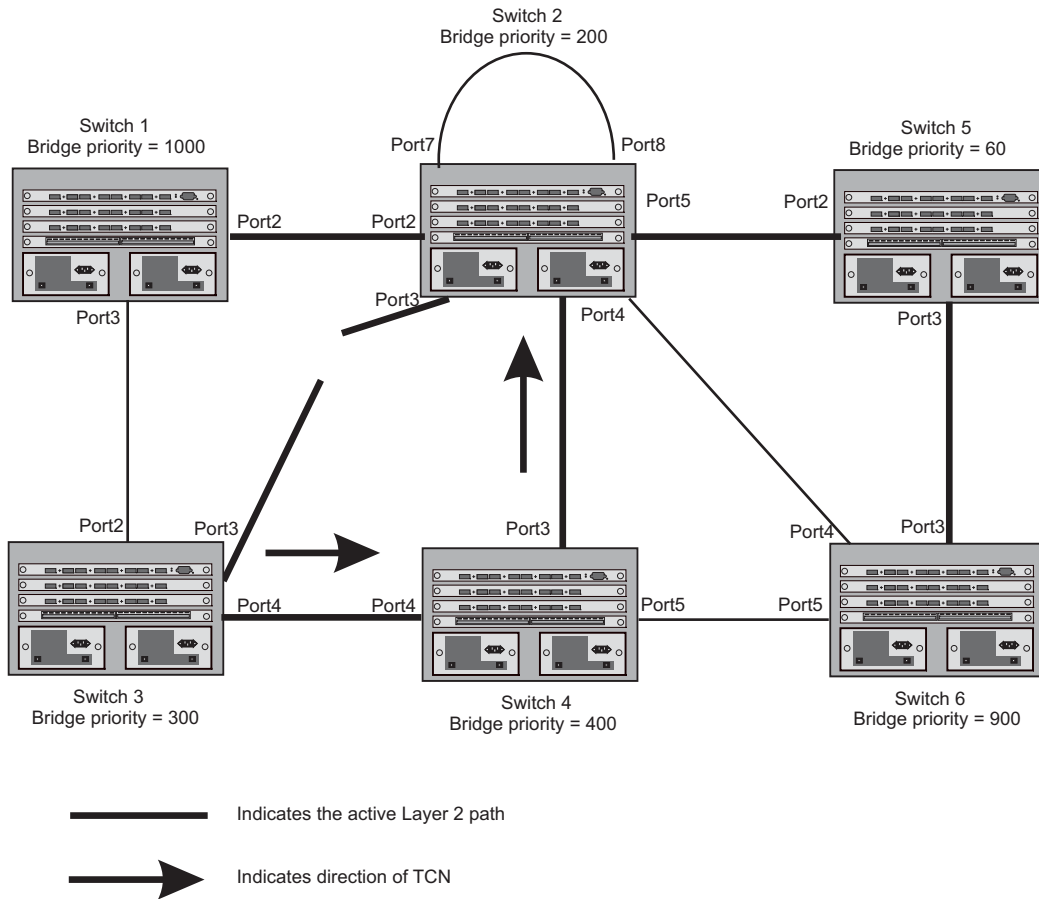 Switch 2
Bridge priority = 200
Switch 1
Bridge priority = 1000
Switch 5
Bridge priority = 60
Port7
Port8
Port2
Port2
Port5
Port2
Port3
Port3
Port4
Port3
Port2
Port3
Port3
Port4
Port3
Port4
Port4
Port5
Port5
Switch 3
Bridge priority = 300
Switch 4
Bridge priority = 400
Switch 6
Bridge priority = 900
Indicates the active Layer 2 path
Indicates direction of TCN